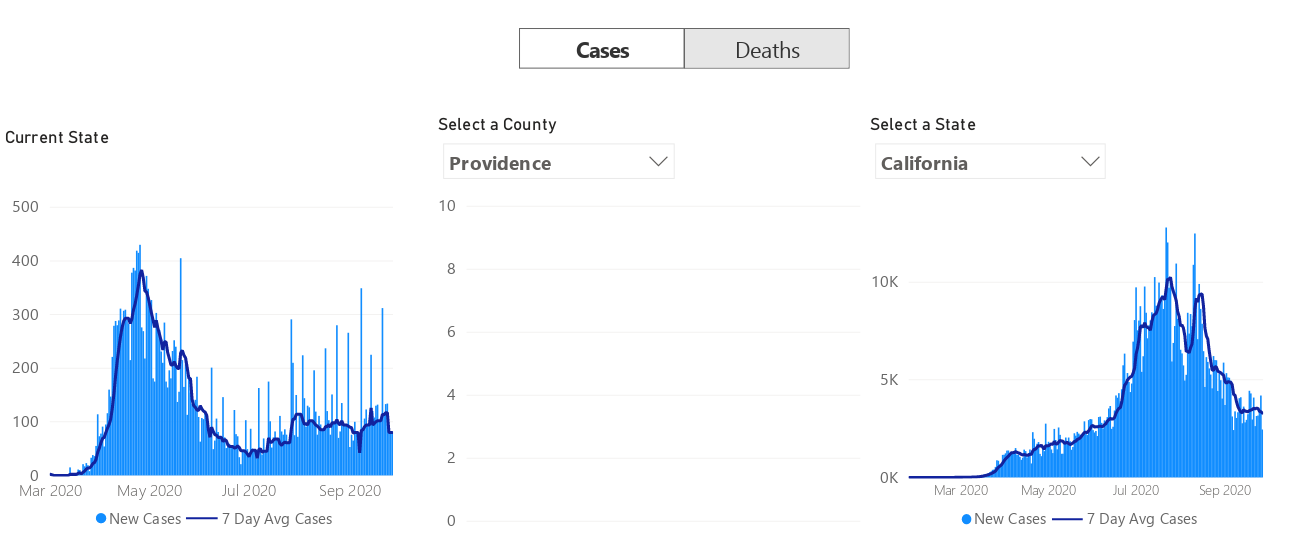 Cases Deaths
Current State
Select a County
Providence
Select a State
California
500
400
300
200
100
0
Mar 2020 May 2020 Jul 2020 Sep 2020
New Cases 7 Day Avg Cases
10
8
6
4
2
0
10K
5K
0K
Mar 2020 May 2020 Jul 2020 Sep 2020
New Cases 7 Day Avg Cases